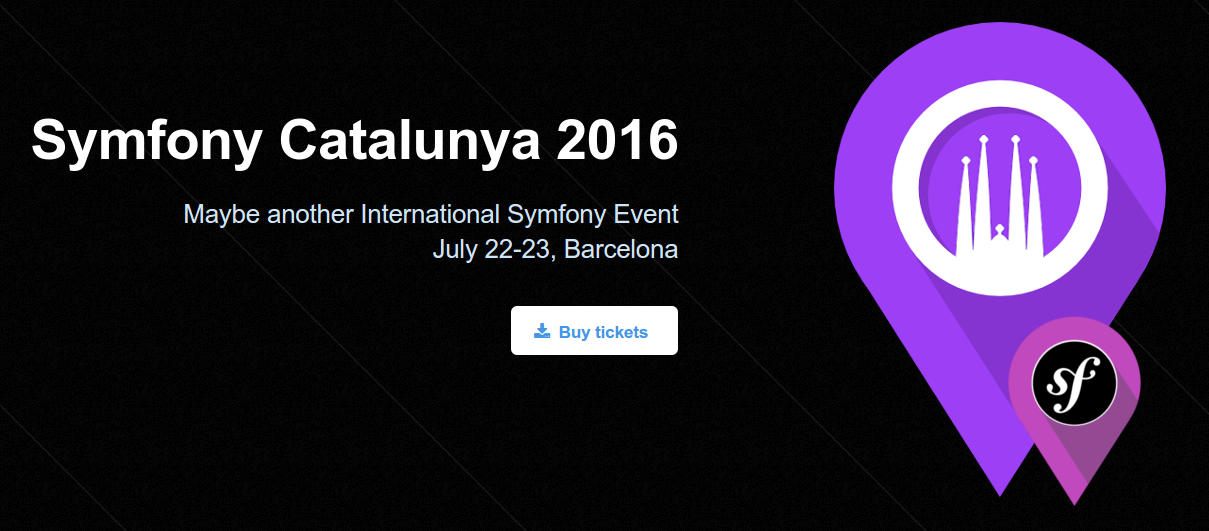 Symfony Catalunya 2016
Maybe another International Symfony Event
July 22-23, Barcelona
Buy tickets
sf